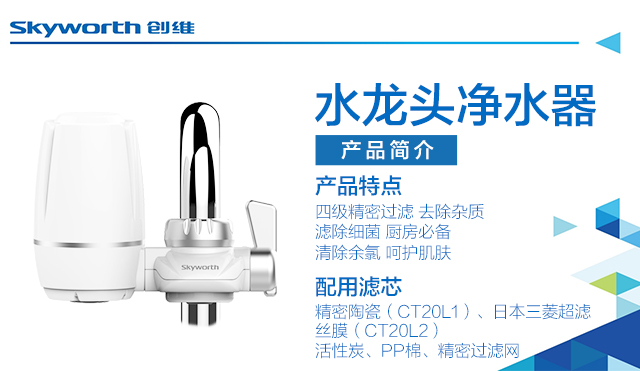 Skyworth 创维
水龙头净水器
产品简介
产品特点
四级精密过滤 去除杂质
滤除细菌 厨房必备
清除余氯 呵护肌肤
Skyworth
配用滤芯
精密陶瓷（CT20L1）、日本三菱超滤
丝膜（CT20L2）
活性炭、PP棉、精密过滤网